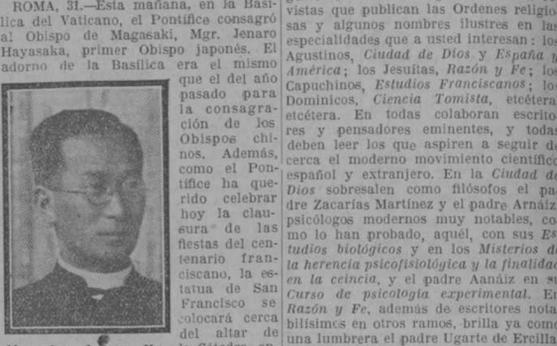 ROMA, 31.—Esta mañana, en la Basí-
lica del Vaticano, el Pontífice consagró
al Obispo de Magasaki, Mgr. Jenaro
Hayasaka, primer Obispo japonés. El
adorno de la Basílica era el mismo
que el del año
pasado para
la consagra-
ción de los
Obispos chi-
nos. Además,
como el Pon-
tífice ha que-
rido celebrar
hoy la clau-
sura de las
fiestas del cen-
tenario fran-
ciscano, la es-
tatua de San
Francisco se
colocará cerca
del altar de
vistas que publican las Ordenes religio-
sas y algunos nombres ilustres en las
especialidades que a usted interesan: los
Agustinos, Ciudad de Dios y España y
América; los Jesuítas, Razón y Fe; los
Capuchinos, Estudios Franciscanos; los
Dominicos, Ciencia Tomista, etcétera,
etcétera. En todas colaboran escrito-
res y pensadores eminentes, y todas
deben leer los que aspiren a seguir de
cerca el moderno movimiento científico
español y extranjero. En la Ciudad de
Dios sobresalen como filósofos el pa-
dre Zacarías Martínez y el padre Arnáiz,
psicólogos modernos muy notables, co-
mo lo han probado, aquél, con sus Es-
tudios biológicos y en los Misterios de
la herencia psicofisiológica y la finalidad
en la ceincia, y el padre Aanáiz en su
Curso de psicología experimental. En
Razón y Fe, además de escritores nota-
bilísimos en otros ramos, brilla ya como
una lumbrera el padre Ugarte de Ercilla